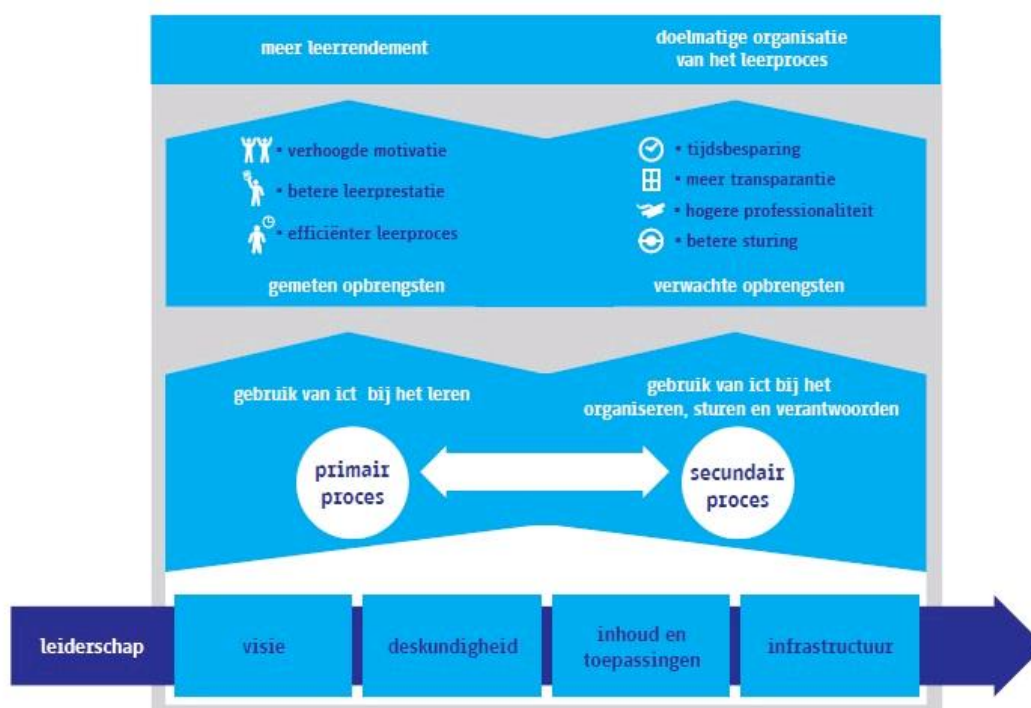 meer leerrendement
doelmatige organisatie
van het leerproces
• verhoogde motivatie
• betere leerprestatie
• efficiënter leerproces
gemeten opbrengsten
• tijdsbesparing
• meer transparantie
• hogere professionaliteit
• betere sturing
verwachte opbrengsten
gebruik van ict bij het leren
gebruik van ict bij het
organiseren, sturen en verantwoorden
primair
proces
secundair
proces
leiderschap
visie
deskundigheid
inhoud en
toepassingen
infrastructuur